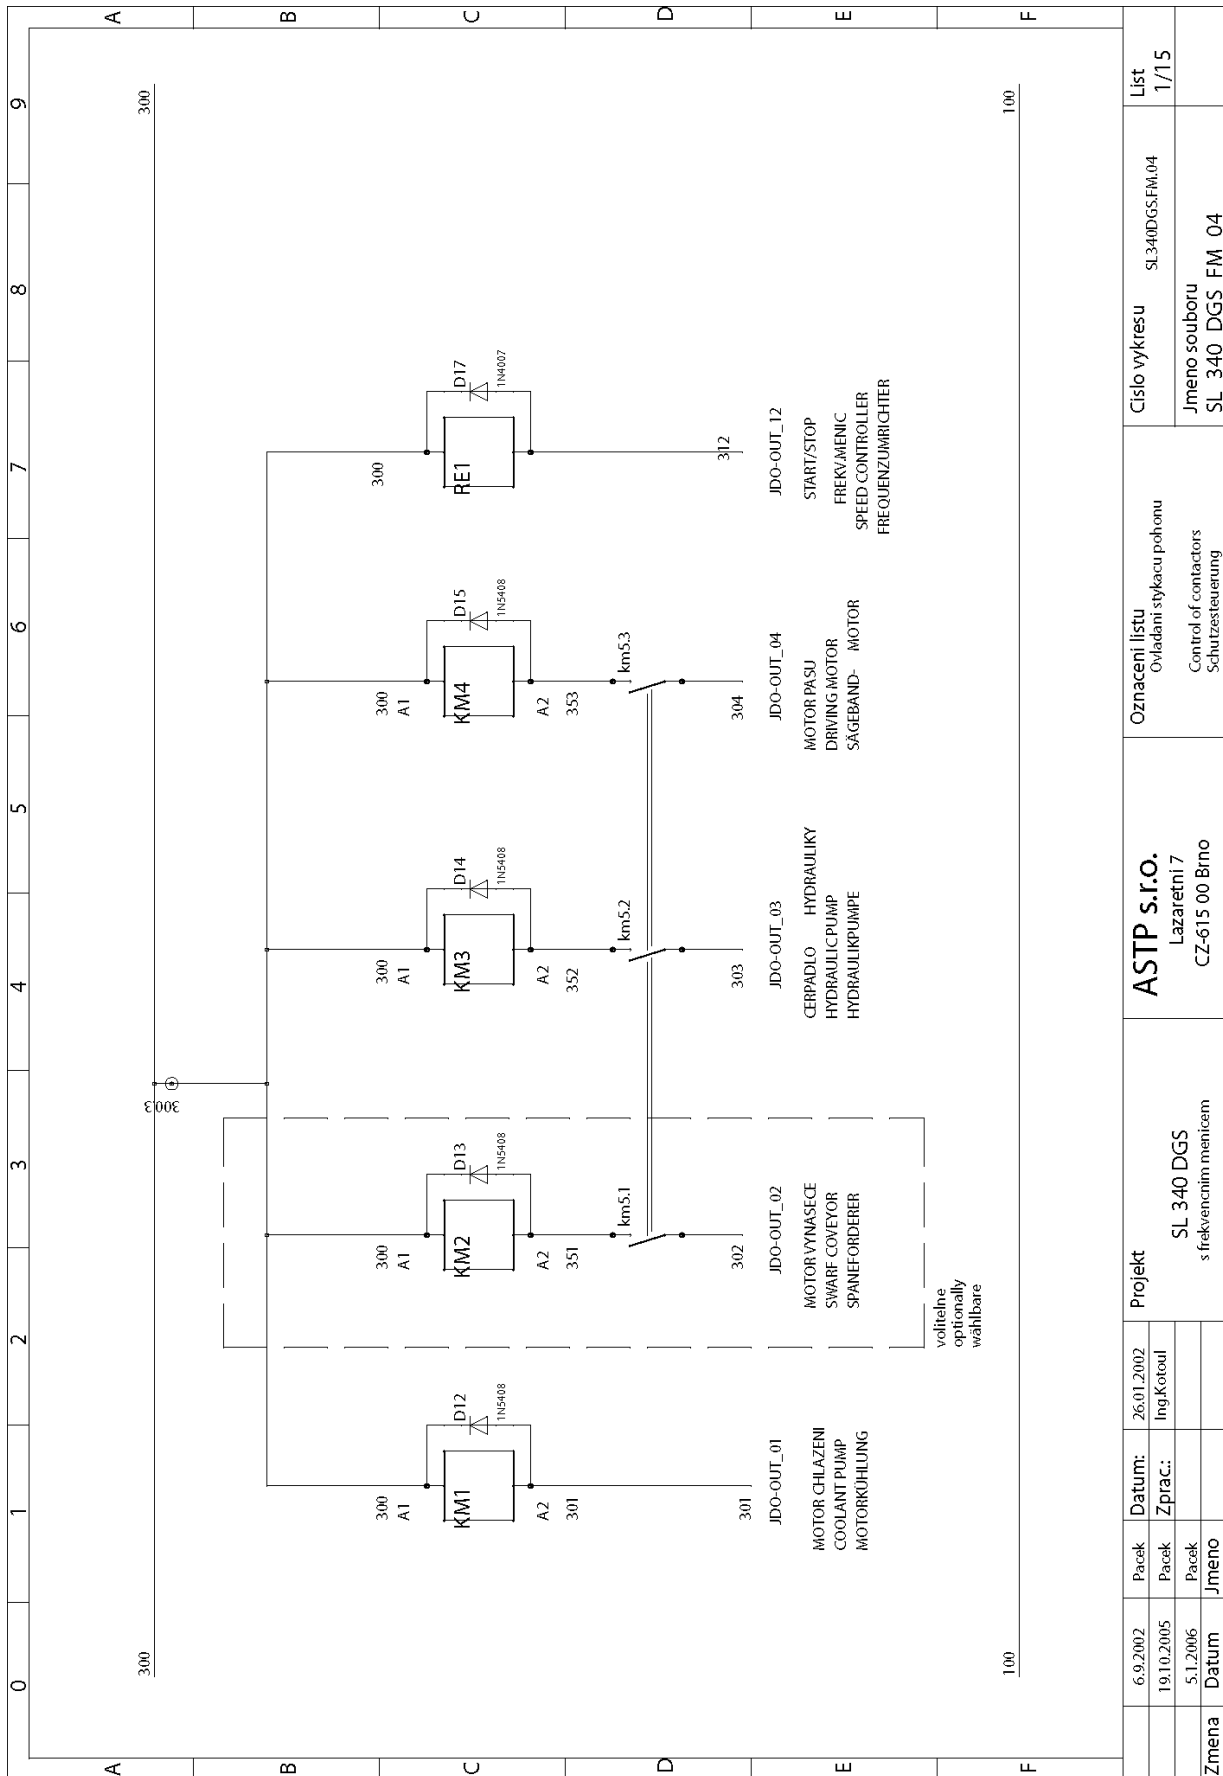 0 1 2 3 4 5 6 7 8 9
A
B
C
D
E
F
A
B
C
D
E
F
300
300
300.3
300
A1
KM1
A2
301
D12
1N5408
301
JDO-OUT_01
MOTOR CHLAZENI
COOLANT PUMP
MOTORKÜHLUNG
300
A1
KM2
A2
351
D13
1N5408
km5.1
302
JDO-OUT_02
MOTOR VYNASECE
SWARF COVEYOR
SPANEFORDERER
volitelne
optionally
wählbare
300
A1
KM3
A2
352
D14
1N5408
km5.2
303
JDO-OUT_03
CERPADLO HYDRAULIKY
HYDRAULIC PUMP
HYDRAULIKPUMPE
300
A1
KM4
A2
353
D15
1N5408
km5.3
304
JDO-OUT_04
MOTOR PASU
DRIVING MOTOR
SÄGEBAND- MOTOR
300
RE1
D17
1N4007
312
JDO-OUT_12
START/STOP
FREKV.MENIC
SPEED CONTROLLER
FREQUENZUMRICHTER
100
100
6.9.2002 Pacek
19.10.2005 Pacek
5.1.2006 Pacek
Zmena Datum Jmeno
Datum: 26.01.2002
Zprac.: Ing.Kotoul
Projekt
SL 340 DGS
s frekvencnim menicem
ASTP s.r.o.
Lazaretni 7
CZ-615 00 Brno
Oznaceni listu
Ovladani stykacu pohonu
Control of contactors
Schutzesteuerung
Cislo vykresu
SL340DGS.FM.04
Jmeno souboru
SL 340 DGS FM 04
List
1/15